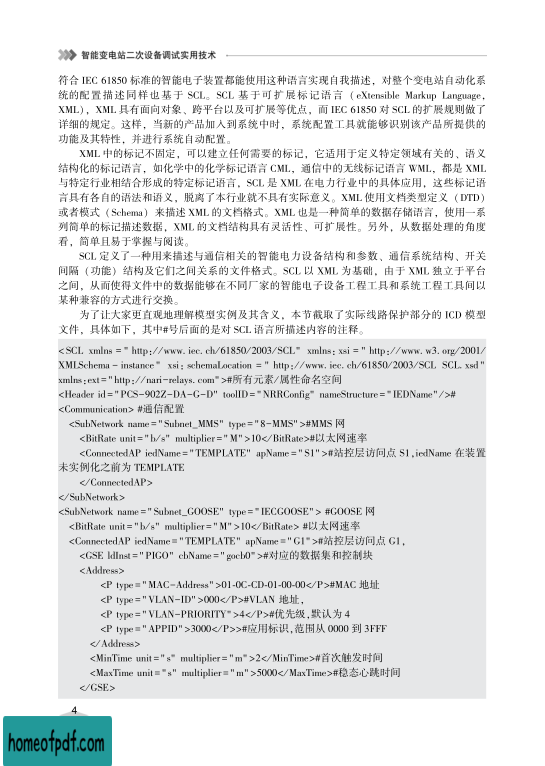 智能变电站二次设备调试实用技术
符合 IEC 61850 标准的智能电子装置都能使用这种语言实现自我描述，对整个变电站自动化系
统的配置描述同样也基于 SCL。SCL 基于可扩展标记语言（eXtensible Markup Language,
XML)，XML 具有面向对象、跨平台以及可扩展等优点，而 IEC 61850 对 SCL 的扩展规则做了
详细的规定。这样，当新的产品加入到系统中时，系统配置工具就能够识别该产品所提供的
功能及其特性，并进行系统自动配置。
XML 中的标记不固定，可以建立任何需要的标记，它适用于定义特定领域有关的、语义
结构化的标记语言，如化学中的化学标记语言 CML，通信中的无线标记语言 WML，都是 XML
与特定行业相结合形成的特定标记语言，SCL 是 XML 在电力行业中的具体应用，这些标记语
言具有各自的语法和语义，脱离了本行业就不具有实际意义。XML 使用文档类型定义（DTD）
或者模式（Schema）来描述 XML 的文档格式。XML 也是一种简单的数据存储语言，使用一系
列简单的标记描述数据，XML 的文档结构具有灵活性、可扩展性。另外，从数据处理的角度
看，简单且易于掌握与阅读。
SCL 定义了一种用来描述与通信相关的智能电力设备结构和参数、通信系统结构、开关
间隔（功能）结构及它们之间关系的文件格式。SCL 以 XML 为基础，由于 XML 独立于平台
之间，从而使得文件中的数据能够在不同厂家的智能电子设备工程工具和系统工程工具间以
某种兼容的方式进行交换。
为了让大家更直观地理解模型实例及其含义，本节截取了实际线路保护部分的 ICD 模型
文件，具体如下，其中#号后面的是对 SCL 语言所描述内容的注释。
<SCL xmlns = " http://www. iec. ch/61850/2003/SCL" xmlns: xsi = " http://www. w3. org/2001/
XMLSchema - instance" xsi: schemaLocation = " http://www. iec. ch/61850/2003/SCL SCL. xsd"
xmlns:ext="http://nari-relays. com">#所有元素/属性命名空间
<Header id="PCS-902Z-DA-G-D" toolID="NRRConfig" nameStructure="IEDName"/>#
<Communication> #通信配置
<SubNetwork name="Subnet_MMS" type="8-MMS">#MMS 网
<BitRate unit="b/s" multiplier="M">10</BitRate>#以太网速率
<ConnectedAP iedName="TEMPLATE" apName="S1">#站控层访问点 S1,iedName 在装置
未实例化之前为 TEMPLATE
</ConnectedAP>
</SubNetwork>
<SubNetwork name="Subnet_GOOSE" type="IECGOOSE"> #GOOSE 网
<BitRate unit="b/s" multiplier="M">10</BitRate> #以太网速率
<ConnectedAP iedName="TEMPLATE" apName="G1">#站控层访问点 G1,
<GSE ldInst="PIGO" cbName="gocb0">#对应的数据集和控制块
<Address>
<P type="MAC-Address">01-0C-CD-01-00-00</P>#MAC 地址
<P type="VLAN-ID">000</P>#VLAN 地址,
<P type="VLAN-PRIORITY">4</P>#优先级,默认为 4
<P type="APPID">3000</P>>#应用标识,范围从 0000 到 3FFF
</Address>
<MinTime unit="s" multiplier="m">2</MinTime>#首次触发时间
<MaxTime unit="s" multiplier="m">5000</MaxTime>#稳态心跳时间
</GSE>
4
homeofpdf.com